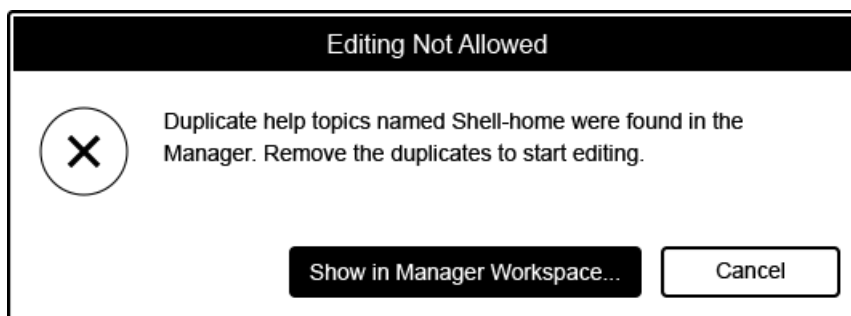 Editing Not Allowed
Duplicate help topics named Shell-home were found in the
Manager. Remove the duplicates to start editing.
Show in Manager Workspace...
Cancel